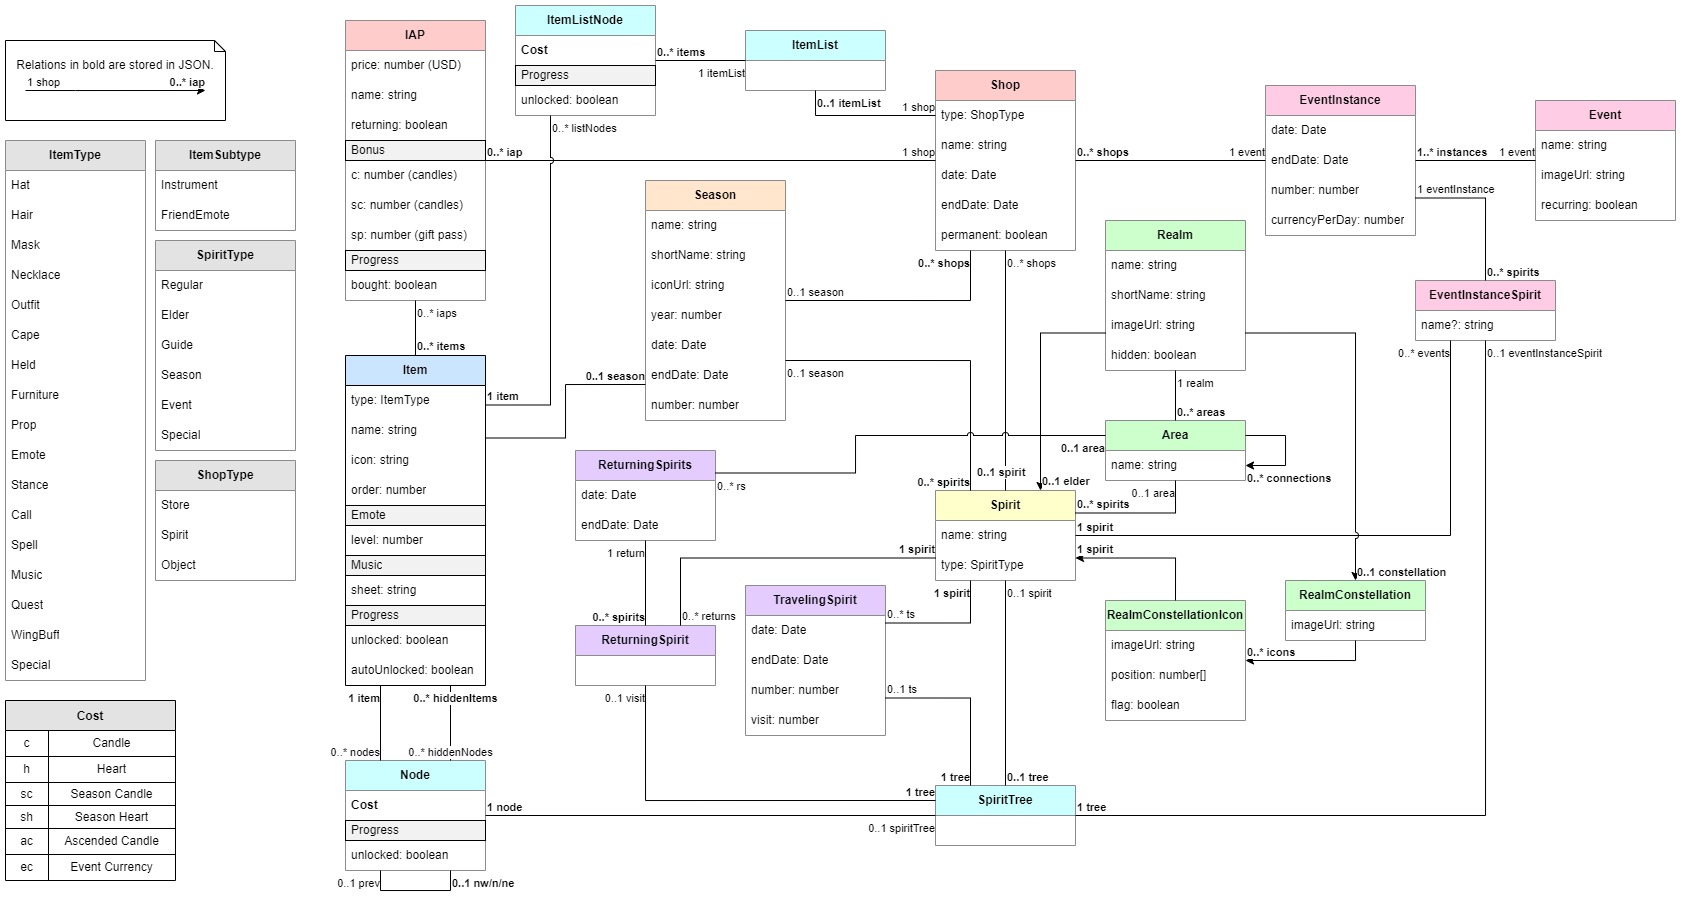 Relations in bold are stored in JSON.
1 shop
0..* iap
ItemType
Hat
Hair
Mask
Necklace
Outfit
Cape
Held
Furniture
Prop
Emote
Stance
Call
Spell
Music
Quest
WingBuff
Special
ItemSubtype
Instrument
FriendEmote
SpiritType
Regular
Elder
Guide
Season
Event
Special
ShopType
Store
Spirit
Object
Cost
c Candle
h Heart
sc Season Candle
sh Season Heart
ac Ascended Candle
ec Event Currency
IAP
price: number (USD)
name: string
returning: boolean
Bonus
c: number (candles)
sc: number (candles)
sp: number (gift pass)
Progress
bought: boolean
0..* iap
1 shop
0..* iaps
0..* items
Item
type: ItemType
name: string
icon: string
order: number
Emote
level: number
Music
sheet: string
Progress
unlocked: boolean
autoUnlocked: boolean
1 item
0..* hiddenItems
0..* nodes
0..* hiddenNodes
Node
Cost
Progress
unlocked: boolean
0..1 prev
0..1 nw/n/ne
1 node
0..1 spiritTree
ItemListNode
Cost
Progress
unlocked: boolean
0..* items
1 itemList
0..* listNodes
1 item
ItemList
0..1 itemList
1 shop
Season
name: string
shortName: string
iconUrl: string
year: number
date: Date
endDate: Date
number: number
0..1 season
0..1 season
0..1 season
Shop
type: ShopType
name: string
date: Date
endDate: Date
permanent: boolean
0..* shops
0..* shops
0..* shops
1 event
EventInstance
date: Date
endDate: Date
number: number
currencyPerDay: number
1..* instances
1 event
1 eventInstance
0..* spirits
Event
name: string
imageUrl: string
recurring: boolean
EventInstanceSpirit
name?: string
0..* events
0..1 eventInstanceSpirit
Realm
name: string
shortName: string
imageUrl: string
hidden: boolean
1 realm
0..* areas
Area
name: string
0..1 area
0..* connections
0..1 area
0..* spirits
ReturningSpirits
date: Date
endDate: Date
0..* rs
1 return
0..* spirits
0..* returns
ReturningSpirit
0..1 visit
0..* spirits
0..1 spirit
0..1 elder
Spirit
name: string
type: SpiritType
1 spirit
1 spirit
1 spirit
1 spirit
0..1 spirit
TravelingSpirit
date: Date
endDate: Date
number: number
visit: number
0..* ts
0..1 ts
RealmConstellationIcon
imageUrl: string
position: number[]
flag: boolean
0..* icons
0..1 constellation
RealmConstellation
imageUrl: string
1 tree
0..1 tree
1 tree
1 tree
SpiritTree